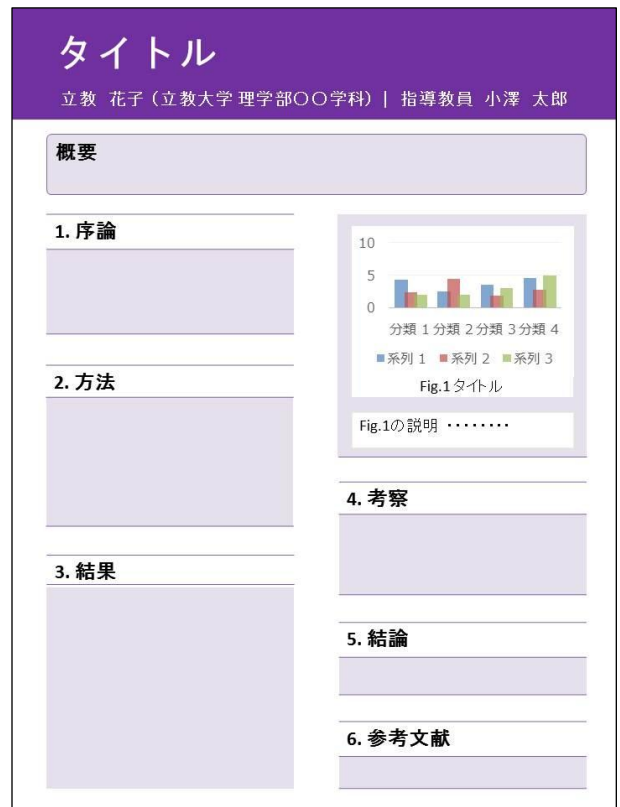 タイトル
立教 花子（立教大学 理学部〇〇学科）| 指導教員 小澤 太郎
概要
1. 序論
2. 方法
3. 結果
10
5
0
分類 1 分類 2 分類 3 分類 4
系列 1 系列 2 系列 3
Fig.1 タイトル
Fig.1の説明 ・・・・・・・・
4. 考察
5. 結論
6. 参考文献